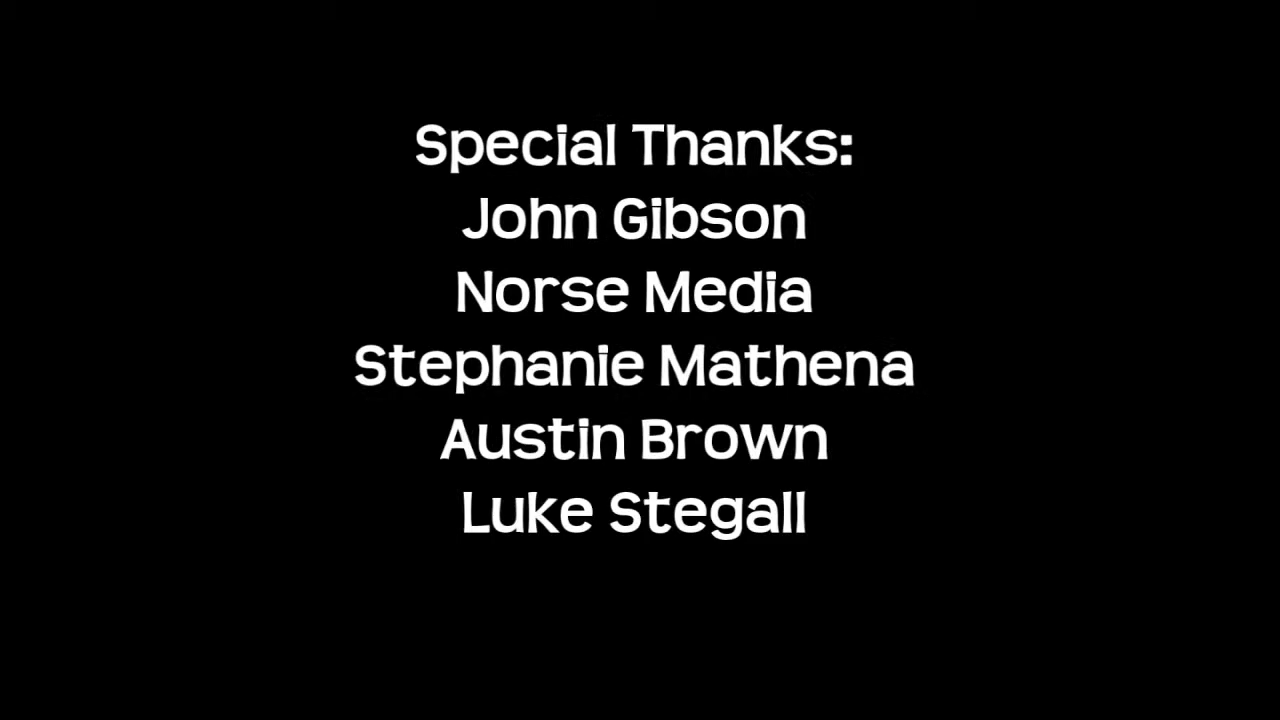 Special Thanks:
John Gibson
Norse Media
Stephanie Mathena
Austin Brown
Luke Stegall